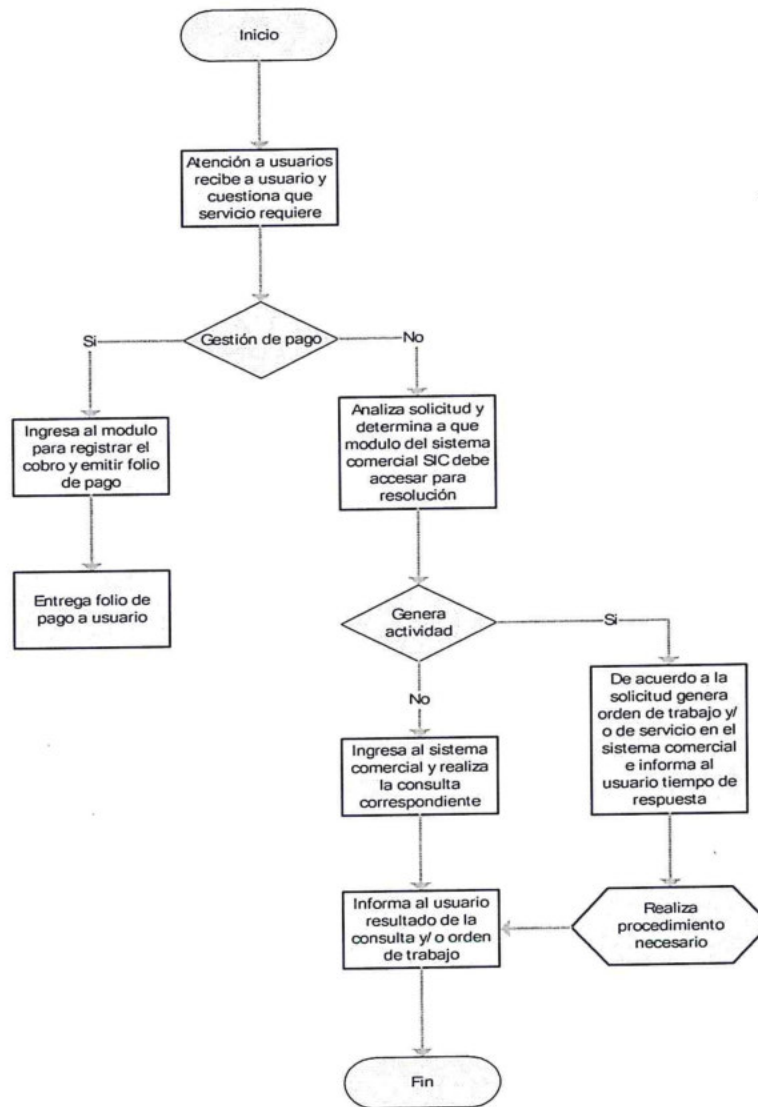 Inicio
Atención a usuarios
recibe a usuario y
cuestiona que
servicio requiere
Gestión de pago
Si
No
Ingresa al modulo
para registrar el
cobro y emitir folio
de pago
Analiza solicitud y
determina a que
modulo del sistema
comercial SIC debe
accesar para
resolución
Entrega folio de
pago a usuario
Genera
actividad
Si
No
De acuerdo a la
solicitud genera
orden de trabajo y/
o de servicio en el
sistema comercial
e informa al
usuario tiempo de
respuesta
Ingresa al sistema
comercial y realiza
la consulta
correspondiente
Informa al usuario
resultado de la
consulta y/ o orden
de trabajo
Realiza
procedimiento
necesario
Fin